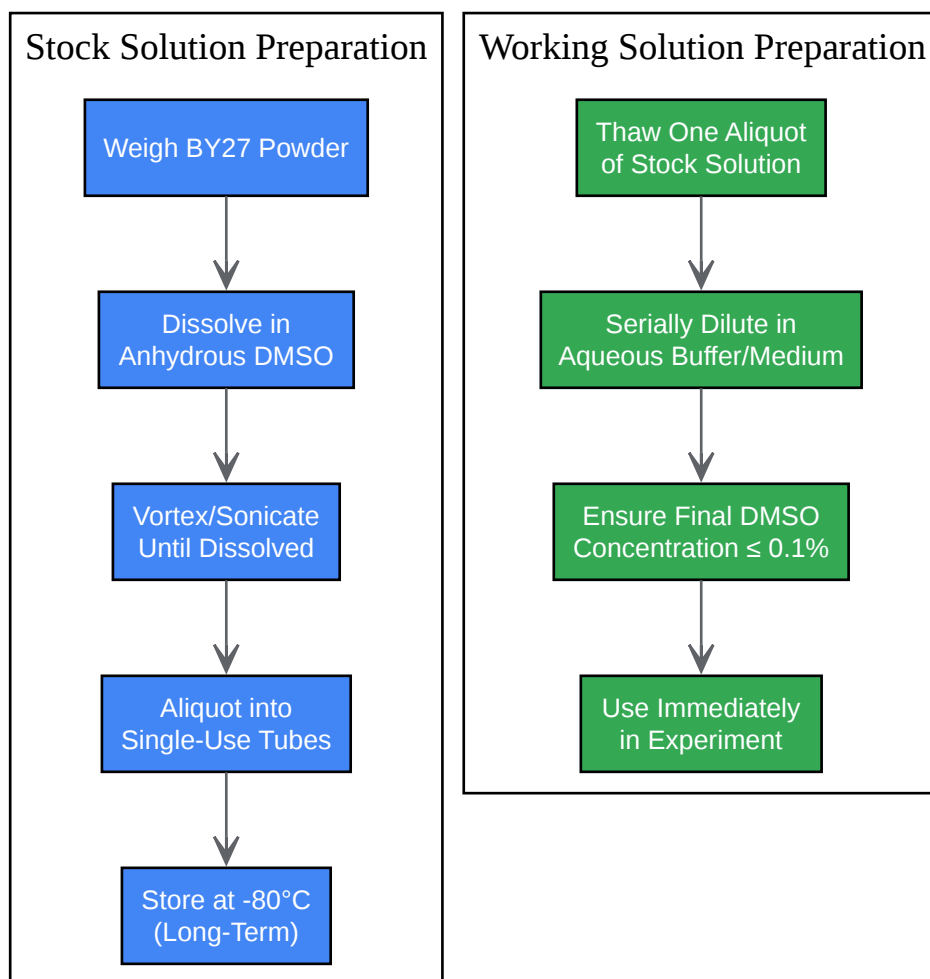 Stock Solution Preparation
Weigh BY27 Powder
Dissolve in
Anhydrous DMSO
Vortex/Sonicate
Until Dissolved
Aliquot into
Single-Use Tubes
Store at -80°C
(Long-Term)
Working Solution Preparation
Thaw One Aliquot
of Stock Solution
Serially Dilute in
Aqueous Buffer/Medium
Ensure Final DMSO
Concentration ≤ 0.1%
Use Immediately
in Experiment